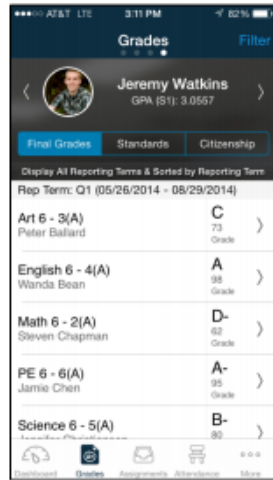 AT&T LTE 3:11 PM 82%
Grades Filter
Jeremy Watkins
GPA (S1): 3.0557
Final Grades Standards Citizenship
Display All Reporting Terms & Sorted by Reporting Term
Rep Term: Q1 (05/26/2014 - 08/29/2014)
Art 6 - 3(A) C
Peter Ballard 73
Grade
English 6 - 4(A) A
Wanda Bean 98
Grade
Math 6 - 2(A) D-
Steven Chapman 62
Grade
PE 6 - 6(A) A-
Jamie Chen 95
Grade
Science 6 - 5(A) B-
Jennifer Christiansen 80
Dashboard Grades Assignments Attendance More